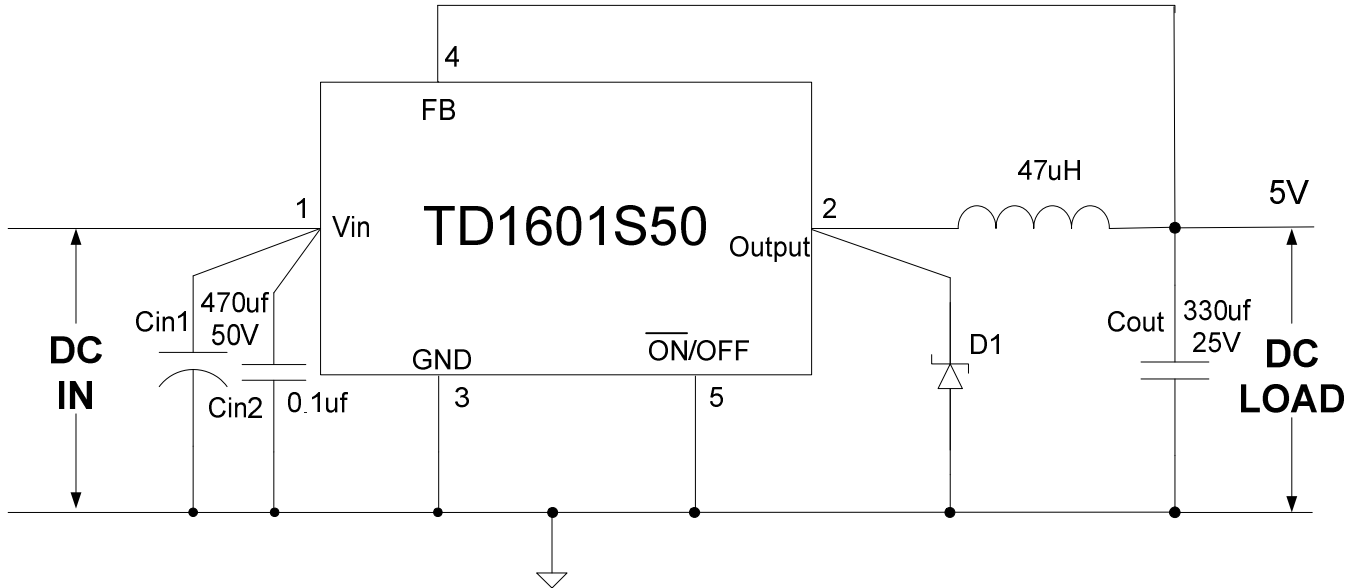 4
FB
47uH
5V
1
Vin
TD1601S50
2
Output
470uf
50V
Cin1
Cin2
0.1uf
DC
IN
GND
ON/OFF
3
5
D1
Cout
330uf
25V
DC
LOAD